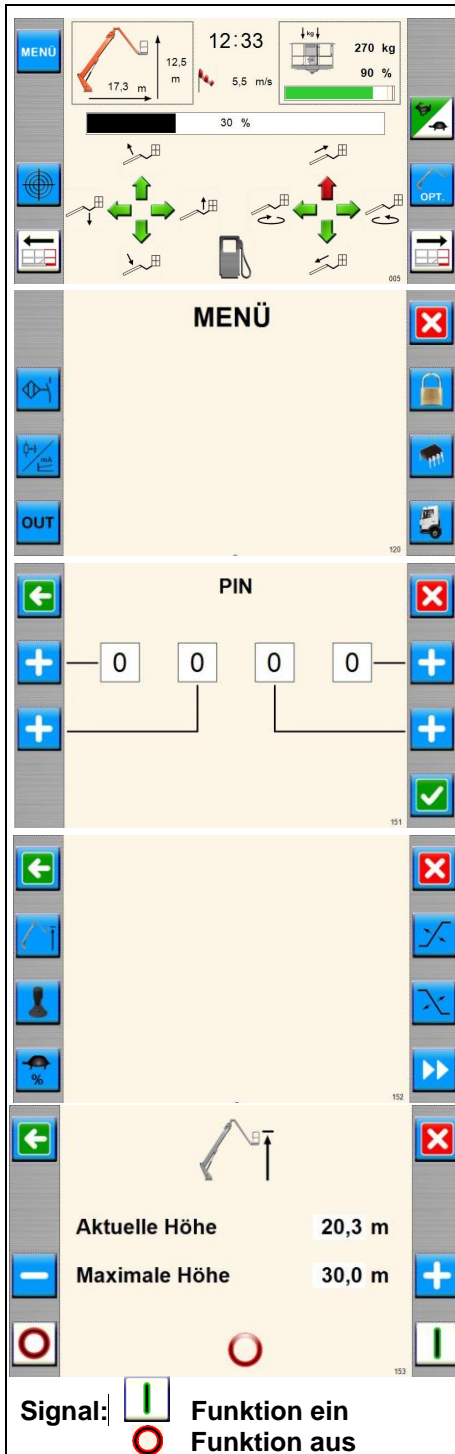 MENÜ
12:33
kg
270 kg
90 %
12,5
m
17,3 m
5,5 m/s
30 %
OPT.
005
MENÜ
mA
OUT
120
PIN
0 0 0 0
151
%
152
Aktuelle Höhe 20,3 m
Maximale Höhe 30,0 m
153
Signal: Funktion ein
Funktion aus